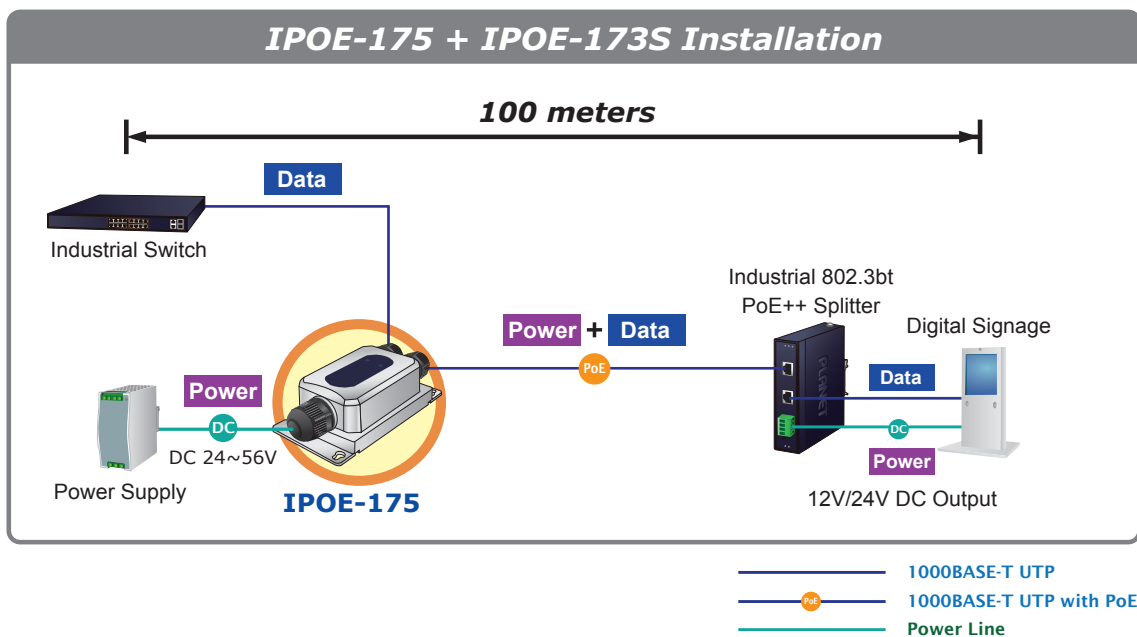 IPOE-175 + IPOE-173S Installation
100 meters
Data
Industrial Switch
Industrial 802.3bt
PoE++ Splitter
Digital Signage
Power + Data
PoE
PLANET
Data
Power
DC
DC 24~56V
Power Supply
IPOE-175
DC
Power
12V/24V DC Output
1000BASE-T UTP
PoE
1000BASE-T UTP with PoE
Power Line